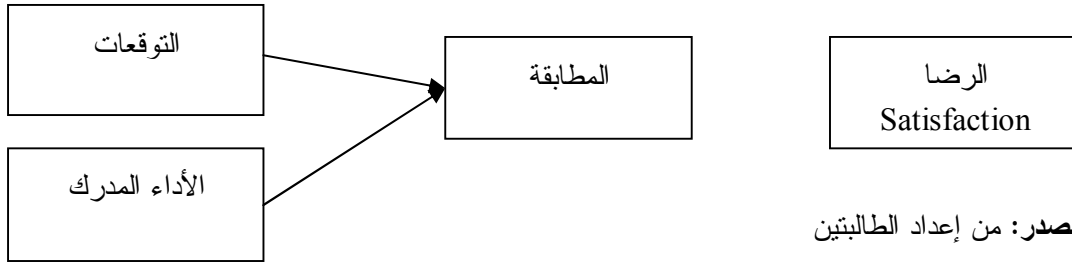 التوقعات
المطابقة
الرضا
Satisfaction
الأداء المدرك
صدر: من إعداد الطالبتين